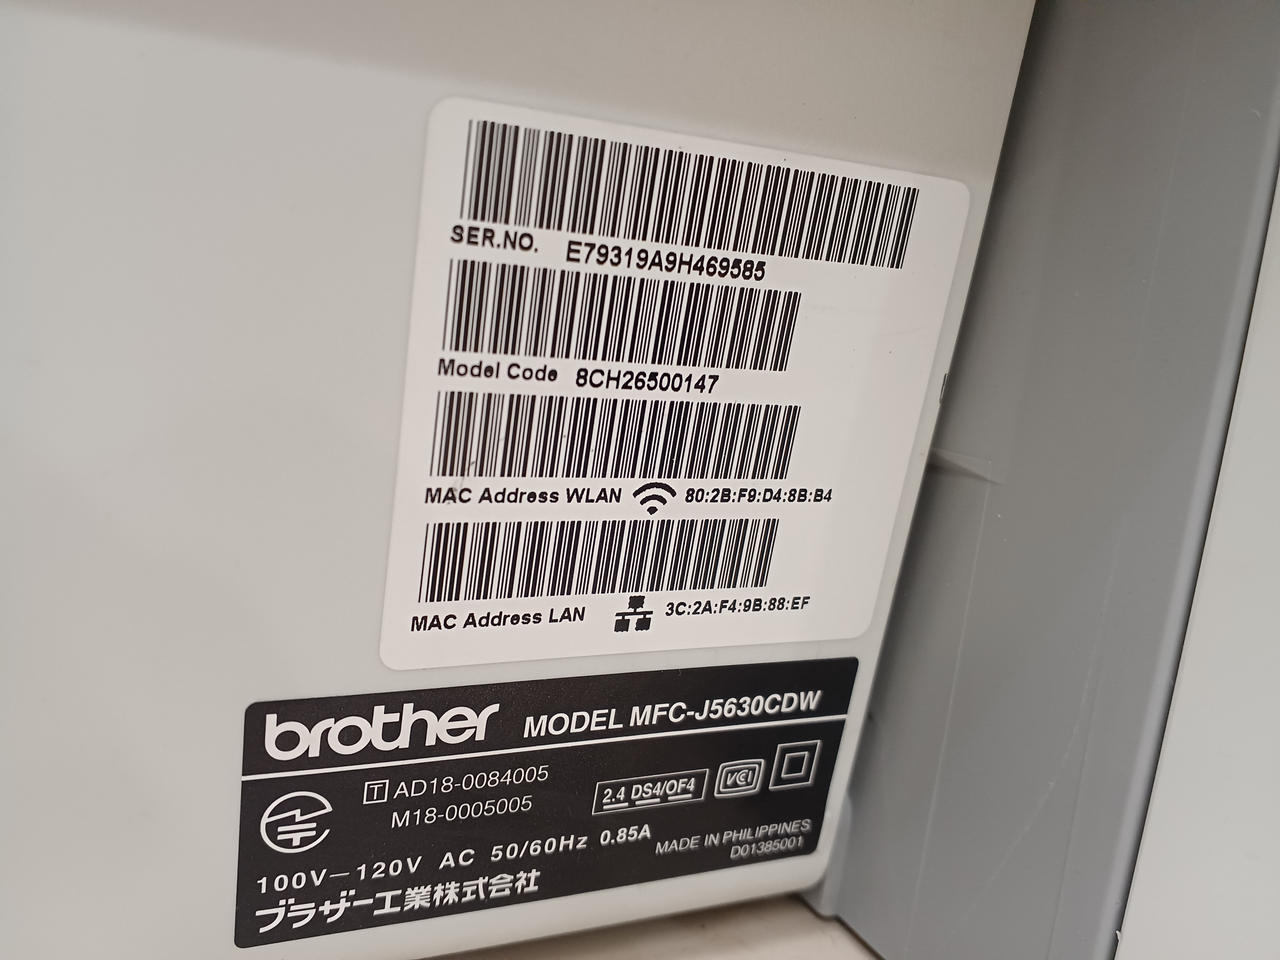 SER.NO. E79319A9H469585
Model Code 8CH26500147
MAC Address WLAN 80:2B:F9:D4:8B:B4
MAC Address LAN 3C:2A:F4:9B:88:EF
brother MODEL MFC-J5630CDW
T AD18-0084005
M18-0005005
2.4 DS4/OF4 VCI
100V-120V AC 50/60Hz 0.85A
MADE IN PHILIPPINES
D01385001
ブラザー工業株式会社